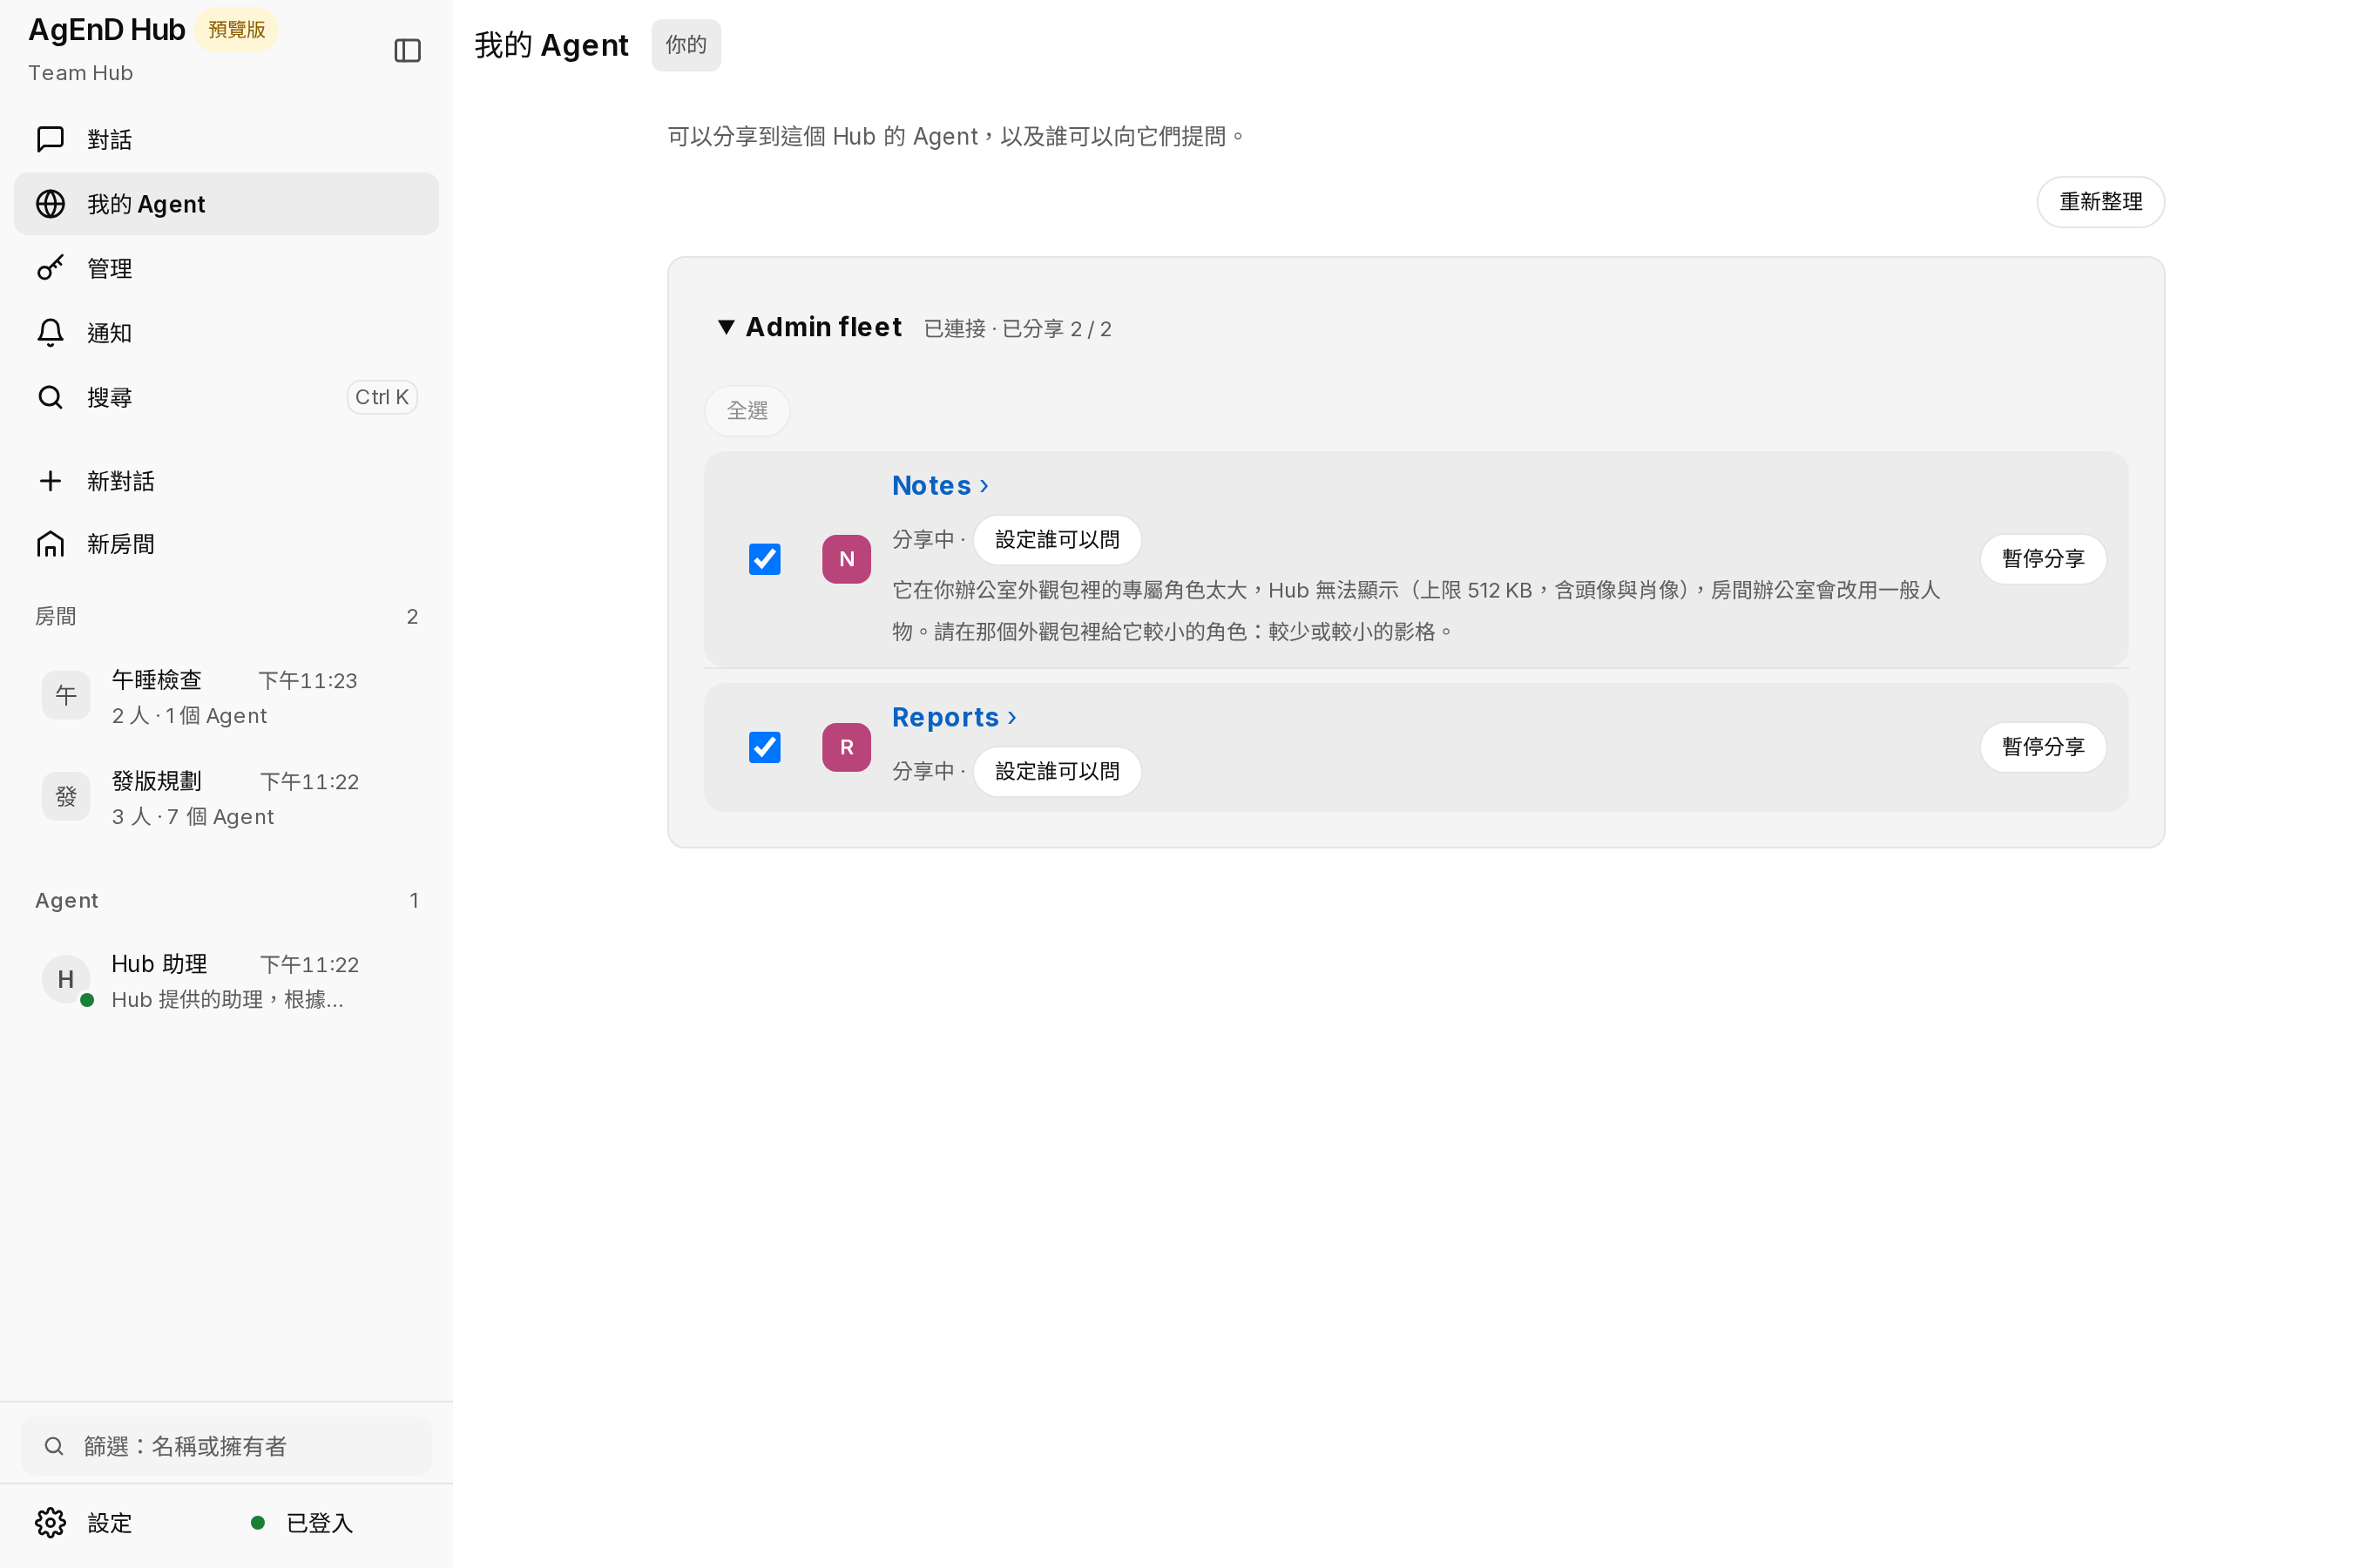 AgEnD Hub 預覽版
Team Hub
對話
我的 Agent
管理
通知
搜尋 Ctrl K
新對話
新房間
房間 2
午 午睡檢查 下午11:23
2 人 · 1 個 Agent
發 發版規劃 下午11:22
3 人 · 7 個 Agent
Agent 1
H Hub 助理 下午11:22
Hub 提供的助理，根據...
篩選：名稱或擁有者
設定 已登入
我的 Agent 你的
可以分享到這個 Hub 的 Agent，以及誰可以向它們提問。
重新整理
▼ Admin fleet 已連接 · 已分享 2 / 2
全選
Notes ›
N 分享中 · 設定誰可以問 暫停分享
它在你辦公室外觀包裡的專屬角色太大，Hub 無法顯示（上限 512 KB，含頭像與肖像），房間辦公室會改用一般人
物。請在那個外觀包裡給它較小的角色：較少或較小的影格。
Reports ›
R 分享中 · 設定誰可以問 暫停分享